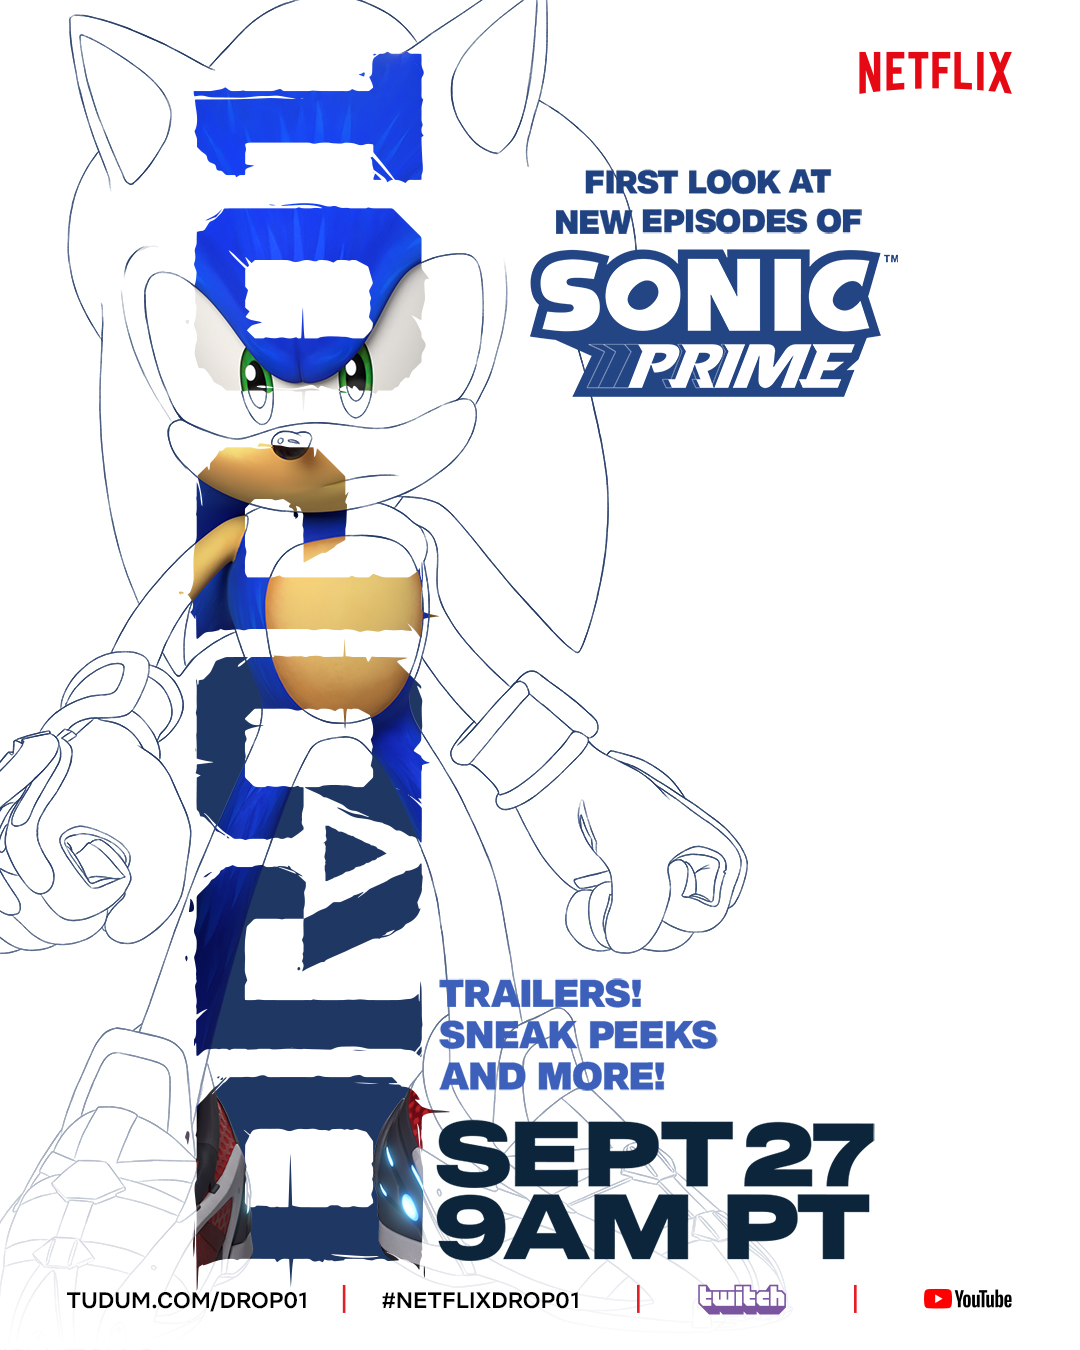 NETFLIX
FIRST LOOK AT
NEW EPISODES OF
SONIC™
PRIME
DROP 01
TRAILERS!
SNEAK PEEKS
AND MORE!
SEPT 27
9AM PT
TUDUM.COM/DROP01
#NETFLIXDROP01
twitch
YouTube